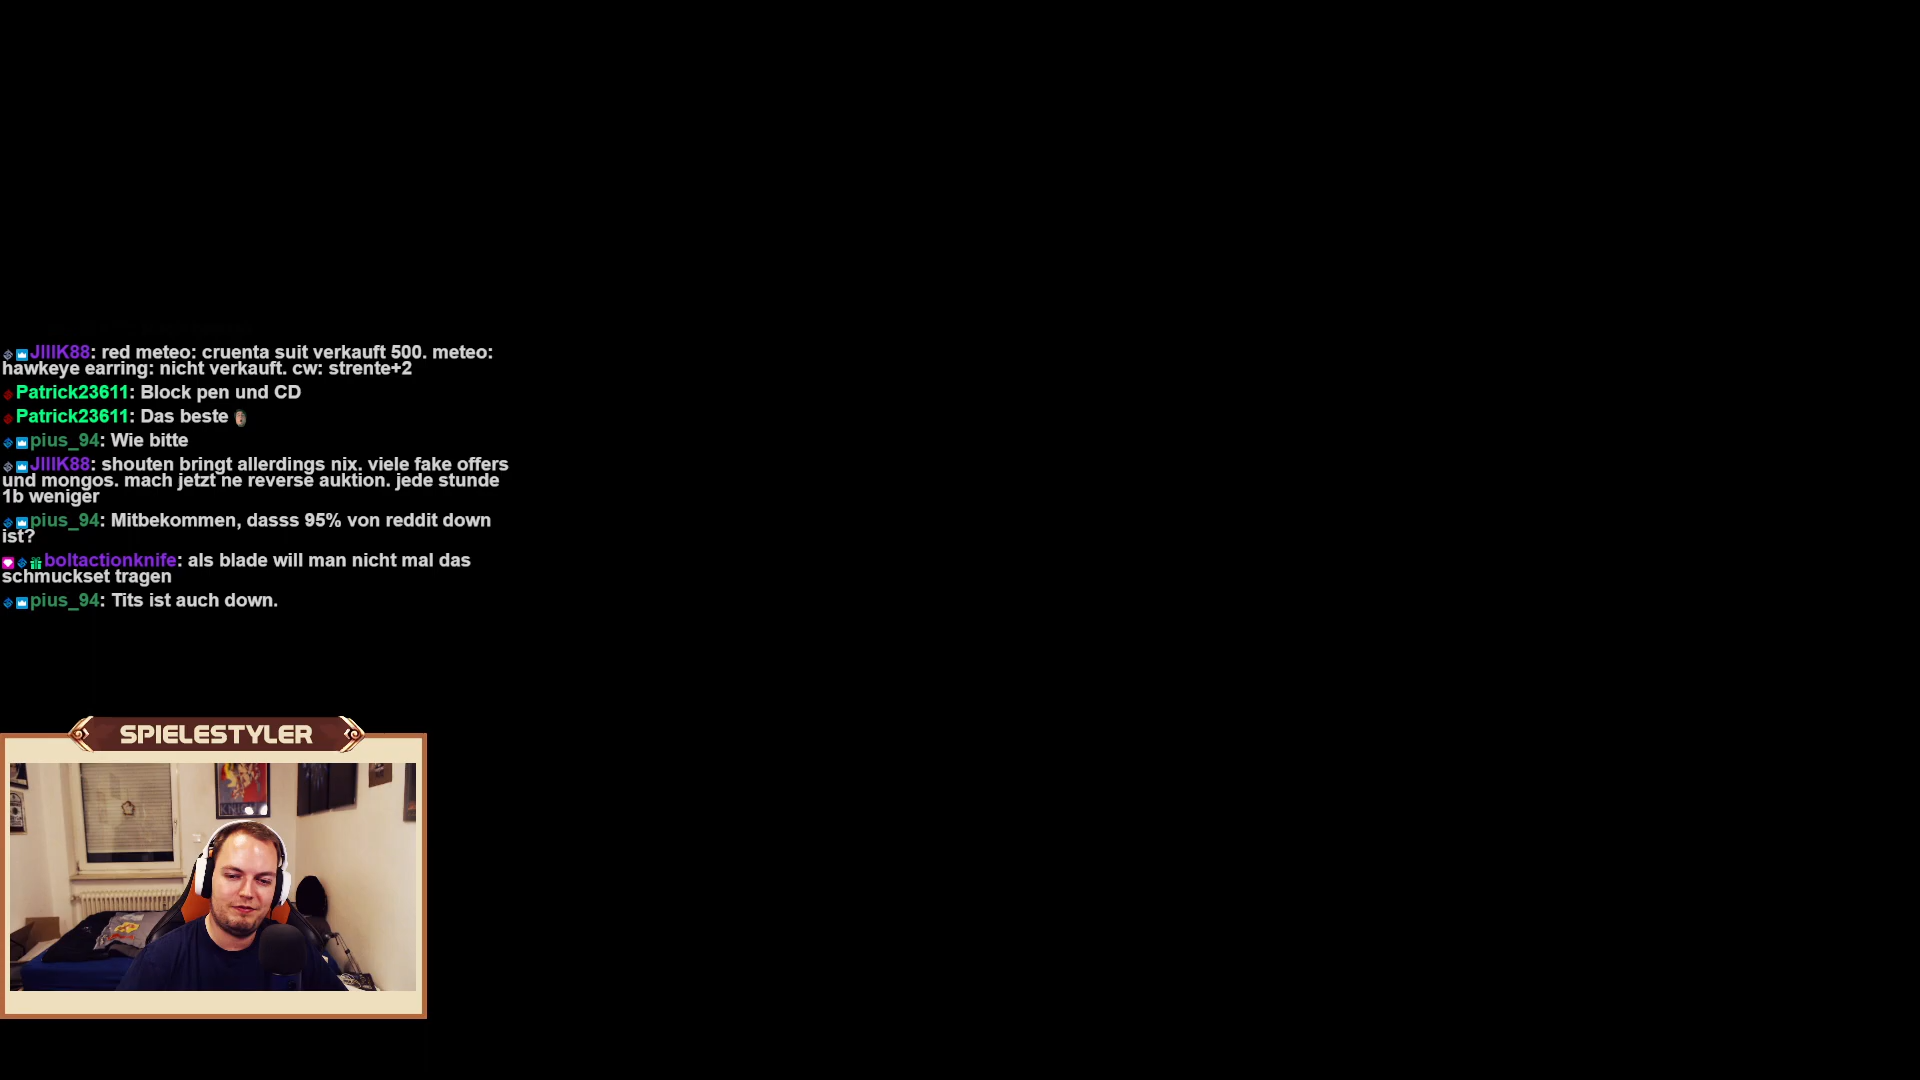 JIIIK88: red meteo: cruenta suit verkauft 500. meteo:
hawkeye earring: nicht verkauft. cw: strente+2
Patrick23611: Block pen und CD
Patrick23611: Das beste
pius_94: Wie bitte
JIIIK88: shouten bringt allerdings nix. viele fake offers
und mongos. mach jetzt ne reverse auktion. jede stunde
1b weniger
pius_94: Mitbekommen, dasss 95% von reddit down
ist?
boltactionknife: als blade will man nicht mal das
schmuckset tragen
pius_94: Tits ist auch down.
SPIELESTYLER